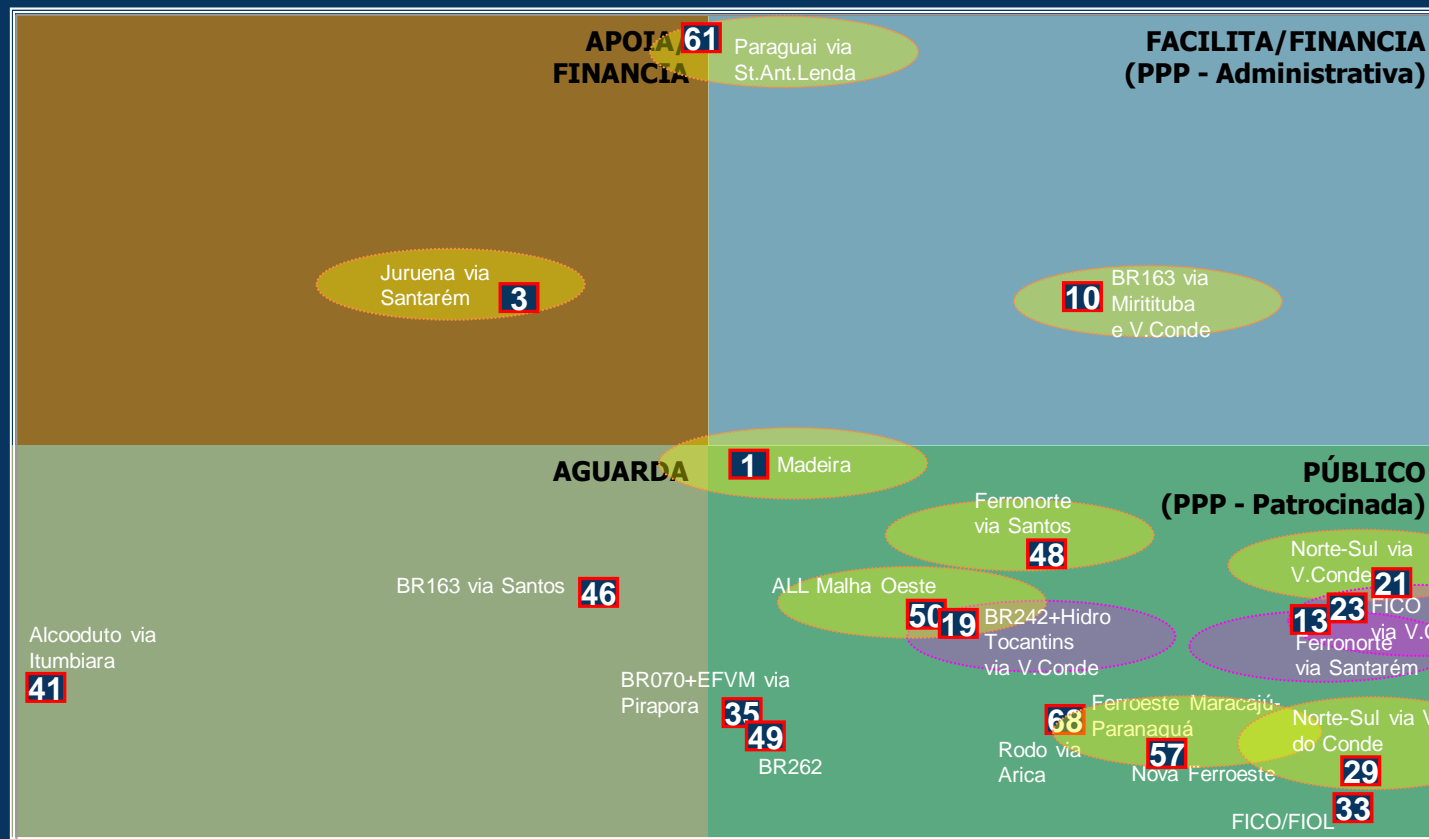 APOIA/
FINANCIA
61
Paraguai via
St.Ant.Lenda
FACILITA/FINANCIA
(PPP - Administrativa)
Juruena via
Santarém
3
10
BR163 via
Miritituba
e V.Conde
AGUARDA
1
Madeira
PÚBLICO
(PPP - Patrocinada)
Ferronorte
via Santos
48
Norte-Sul via
V.Conde
21
BR163 via Santos
46
ALL Malha Oeste
50
19
BR242+Hidro
Tocantins
via V.Conde
13
23
FICO
via
Ferronorte
via Santarém
Alcooduto via
Itumbiara
41
BR070+EFVM via
Pirapora
35
49
BR262
68
Ferroeste Maracajú-
Paranaguá
Rodo via
Arica
57
Nova Ferroeste
Norte-Sul via
do Conde
29
33
FICO/FIOL